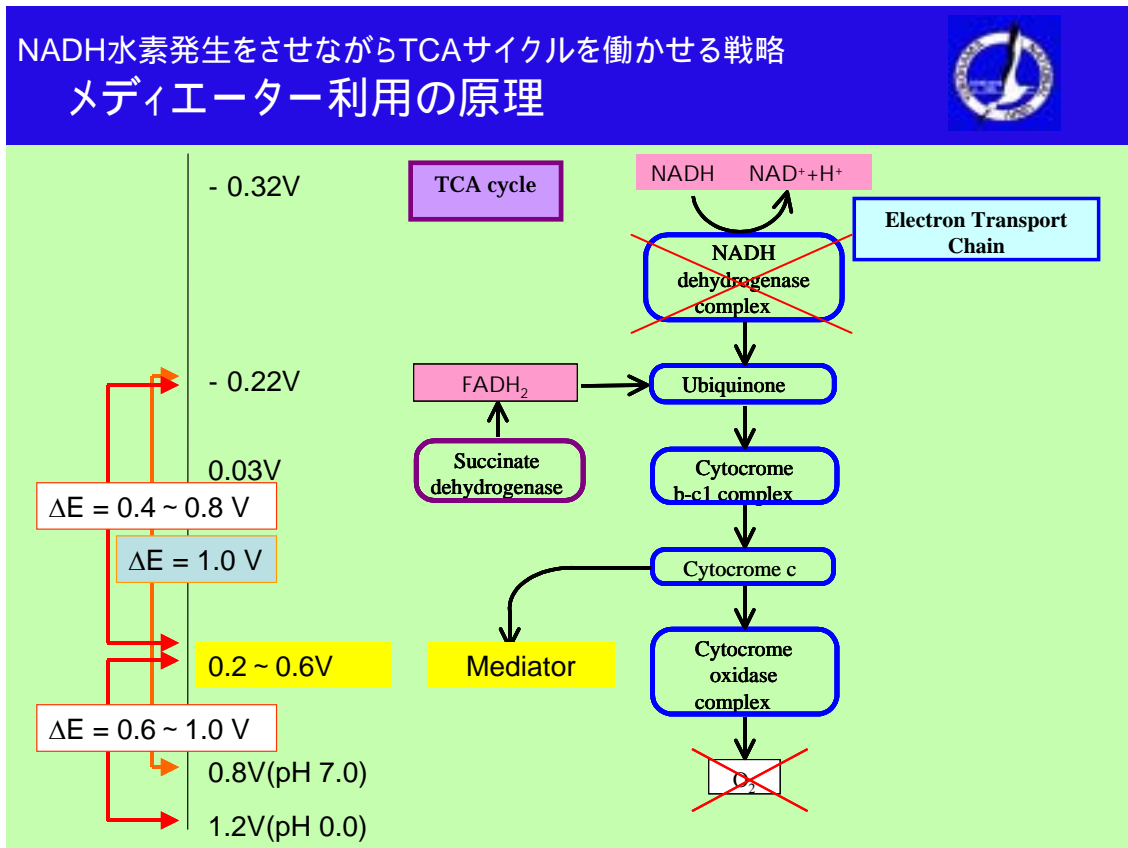 NADH水素発生をさせながらTCAサイクルを働かせる戦略
メディエーター利用の原理
- 0.32V
TCA cycle
NADH NAD⁺+H⁺
Electron Transport
Chain
NADH
dehydrogenase
complex
- 0.22V
FADH₂
Ubiquinone
0.03V
Succinate
dehydrogenase
Cytocrome
b-c1 complex
ΔE = 0.4 ~ 0.8 V
ΔE = 1.0 V
Cytocrome c
0.2 ~ 0.6V
Mediator
Cytocrome
oxidase
complex
ΔE = 0.6 ~ 1.0 V
0.8V(pH 7.0)
O₂
1.2V(pH 0.0)